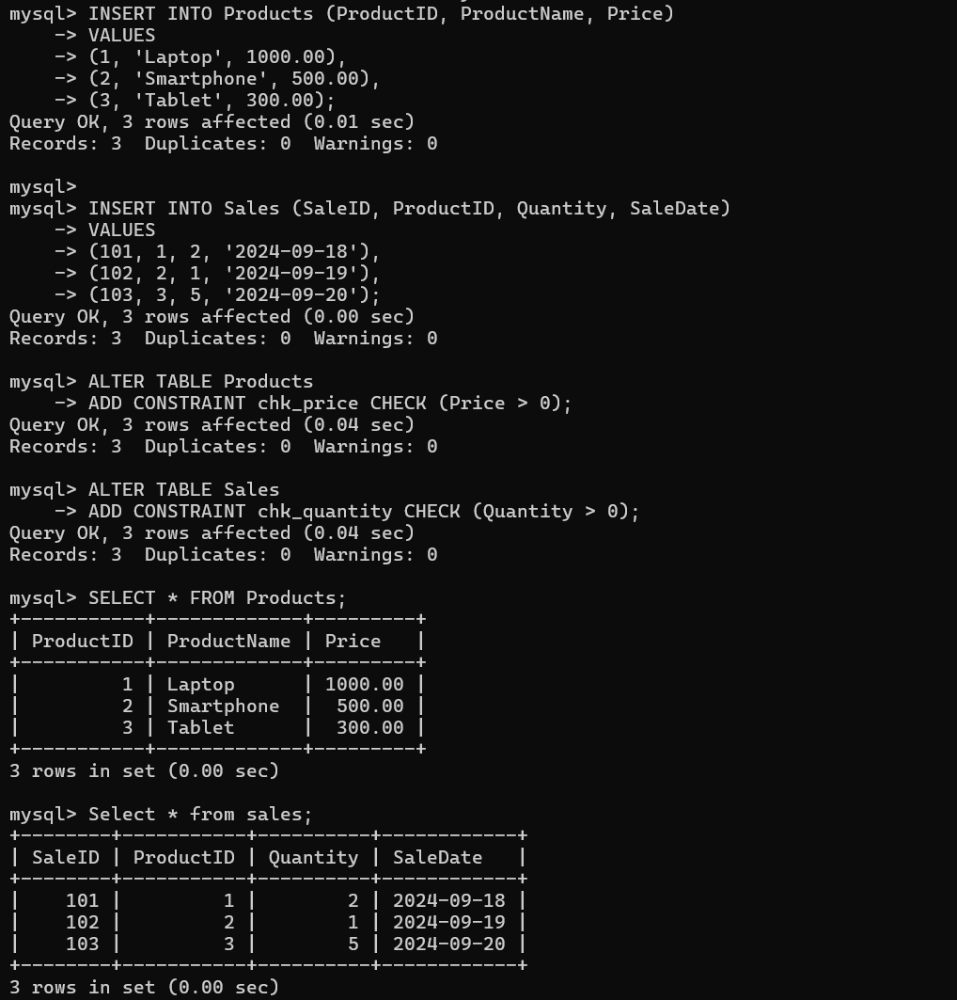 mysql> INSERT INTO Products (ProductID, ProductName, Price)
    -> VALUES
    -> (1, 'Laptop', 1000.00),
    -> (2, 'Smartphone', 500.00),
    -> (3, 'Tablet', 300.00);
Query OK, 3 rows affected (0.01 sec)
Records: 3  Duplicates: 0  Warnings: 0

mysql>
mysql> INSERT INTO Sales (SaleID, ProductID, Quantity, SaleDate)
    -> VALUES
    -> (101, 1, 2, '2024-09-18'),
    -> (102, 2, 1, '2024-09-19'),
    -> (103, 3, 5, '2024-09-20');
Query OK, 3 rows affected (0.00 sec)
Records: 3  Duplicates: 0  Warnings: 0

mysql> ALTER TABLE Products
    -> ADD CONSTRAINT chk_price CHECK (Price > 0);
Query OK, 3 rows affected (0.04 sec)
Records: 3  Duplicates: 0  Warnings: 0

mysql> ALTER TABLE Sales
    -> ADD CONSTRAINT chk_quantity CHECK (Quantity > 0);
Query OK, 3 rows affected (0.04 sec)
Records: 3  Duplicates: 0  Warnings: 0

mysql> SELECT * FROM Products;
+-----------+-------------+---------+
| ProductID | ProductName | Price   |
+-----------+-------------+---------+
|         1 | Laptop      | 1000.00 |
|         2 | Smartphone  |  500.00 |
|         3 | Tablet      |  300.00 |
+-----------+-------------+---------+
3 rows in set (0.00 sec)

mysql> Select * from sales;
+--------+-----------+----------+------------+
| SaleID | ProductID | Quantity | SaleDate   |
+--------+-----------+----------+------------+
|    101 |         1 |        2 | 2024-09-18 |
|    102 |         2 |        1 | 2024-09-19 |
|    103 |         3 |        5 | 2024-09-20 |
+--------+-----------+----------+------------+
3 rows in set (0.00 sec)